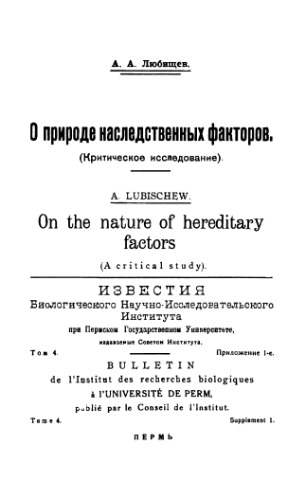 А. А. Любищев.
О природе наследственных факторов.
(Критическое исследование).
A. LUBISCHEW.
On the nature of hereditary
factors
(A critical study).
ИЗВЕСТИЯ
Биологического Научно-Исследовательского
Института
при Пермском Государственном Университете,
издаваемые Советом Института.
Том 4.
Приложение 1-е.
BULLETIN
de l'Institut des recherches biologiques
à l'UNIVERSITÉ de PERM,
publié par le Conseil de l'Institut.
Tome 4.
Supplement 1.
ПЕРМЬ